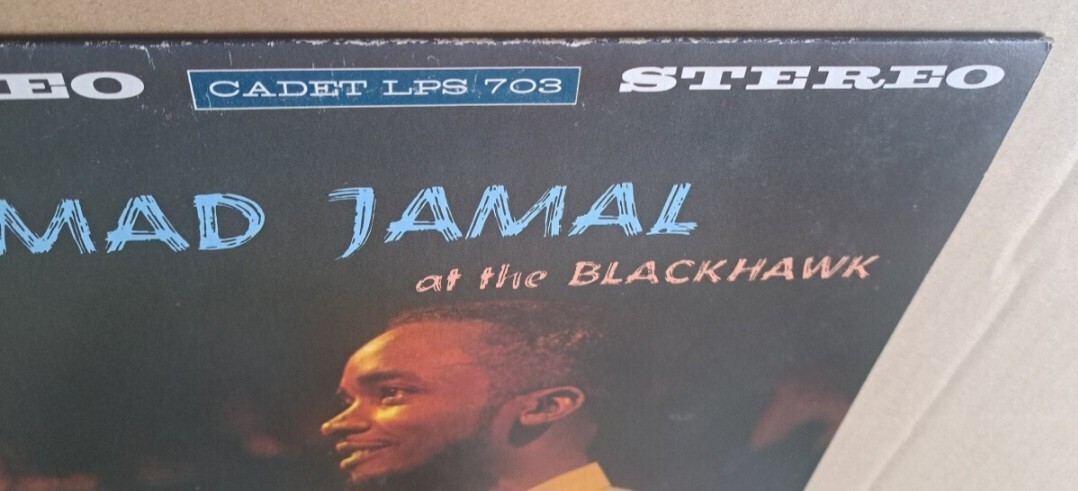 EO CADET LPS 703 STEREO
MAD JAMAL
at the BLACKHAWK